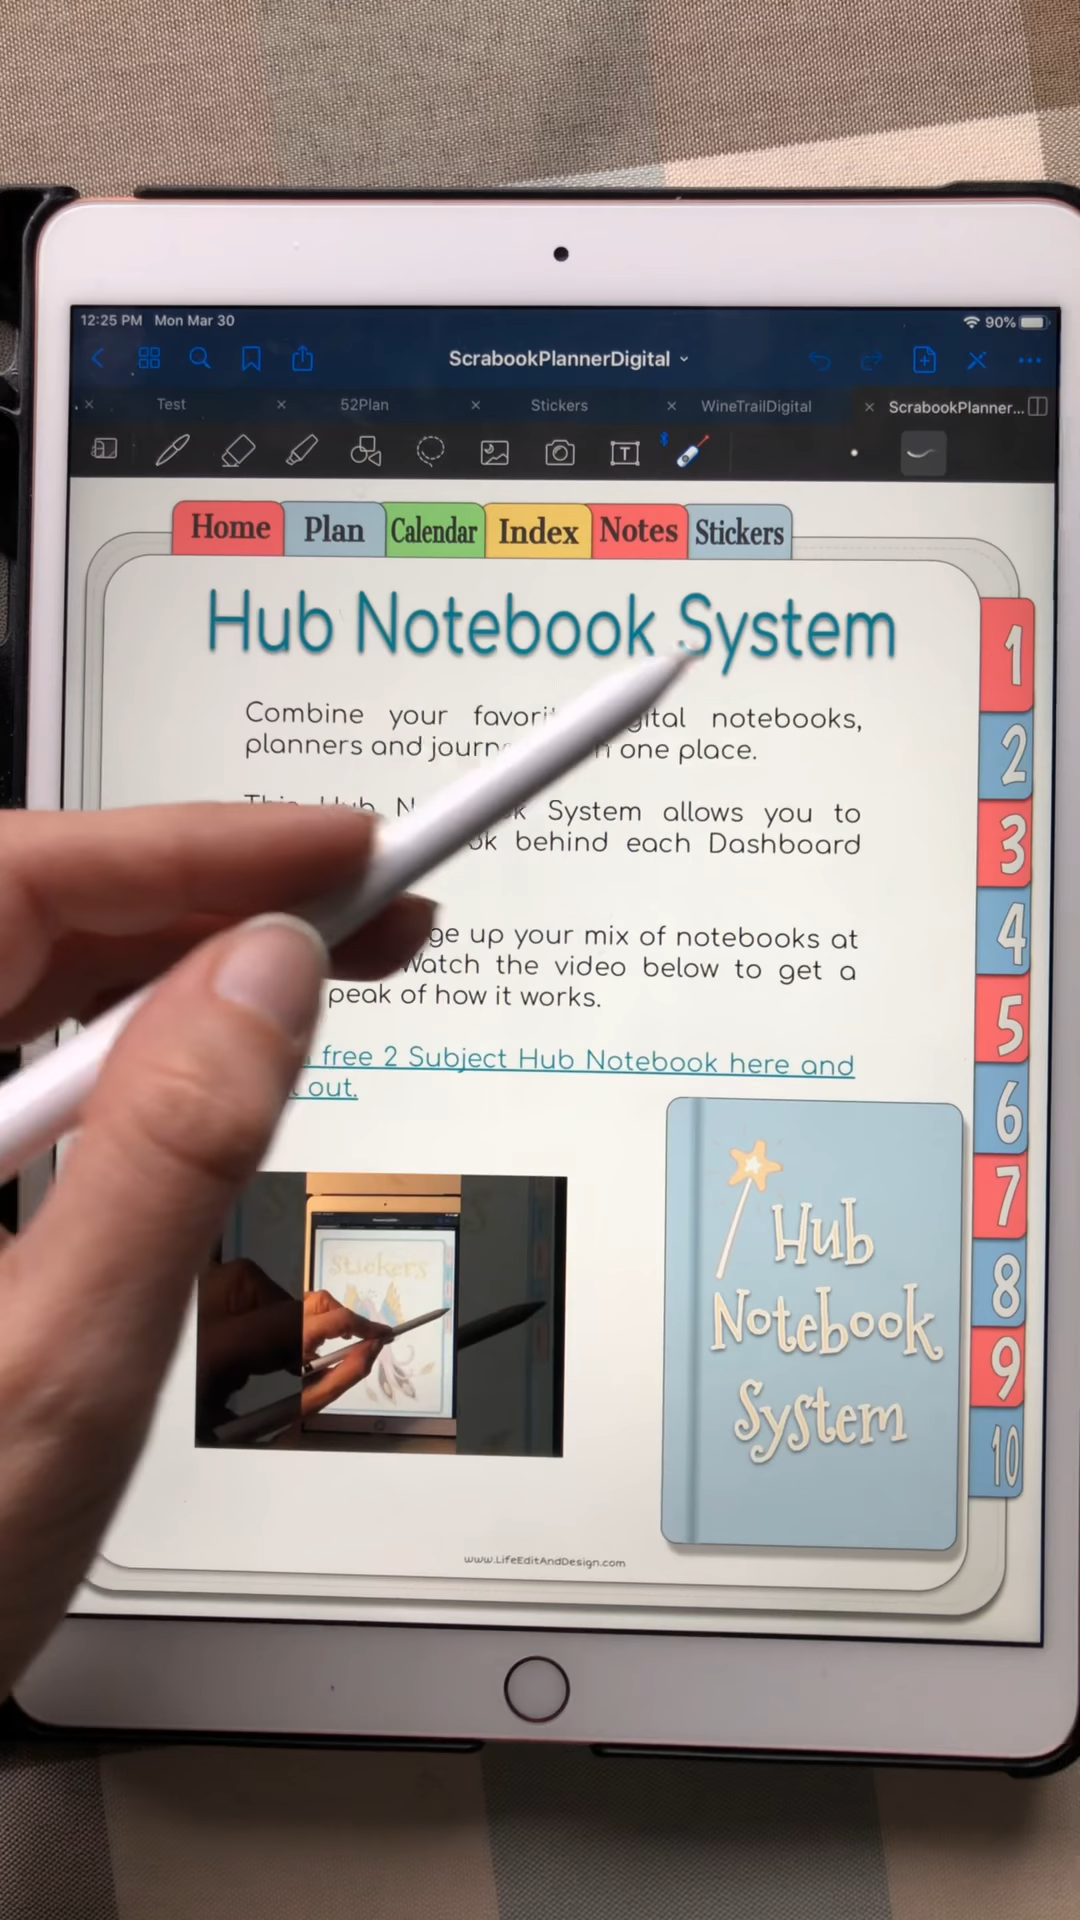 12:25 PM Mon Mar 30
90%
ScrabookPlannerDigital
Test
52Plan
Stickers
WineTrailDigital
ScrabookPlanner...
T
Home
Plan
Calendar
Index
Notes
Stickers
Hub Notebook System
Combine your notebooks,
planners and one place.
System allows you to
behind each Dashboard
up your mix of notebooks at
Watch the video below to get a
peak of how it works.
free 2 Subject Hub Notebook here and
out.
Stickers
Hub
Notebook
System
www.LifeEditAndDesign.com
1
2
3
4
5
6
7
8
9
10